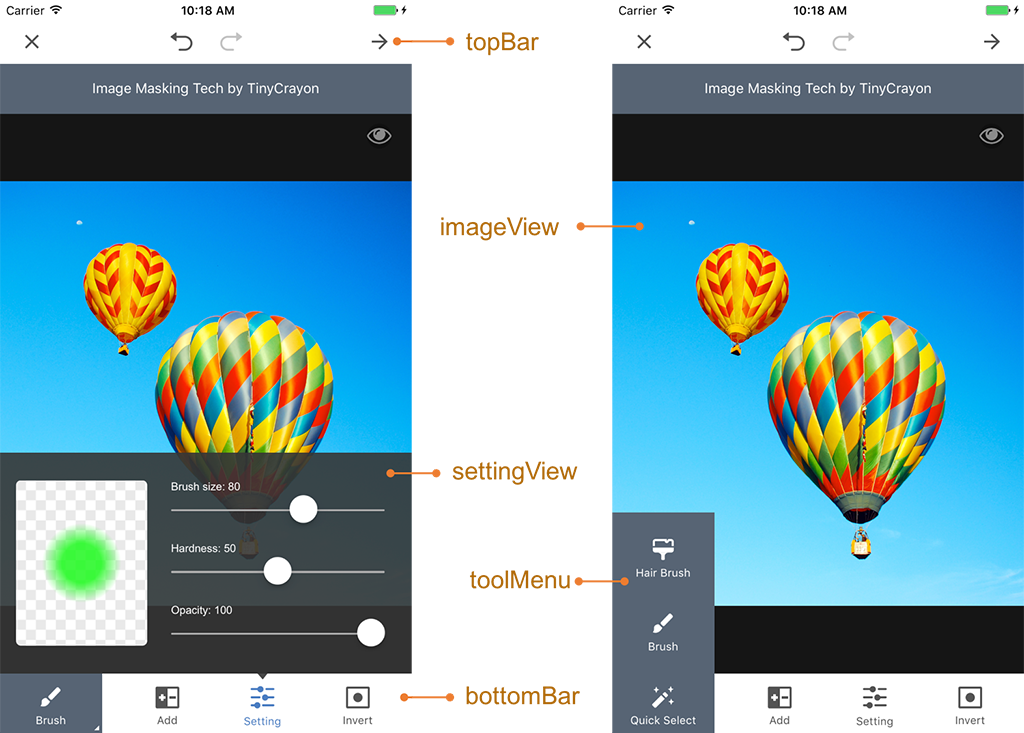 Carrier 10:18 AM
topBar
Image Masking Tech by TinyCrayon
imageView
settingView
Brush size: 80
Hardness: 50
Opacity: 100
toolMenu
bottomBar
Brush
Add
Setting
Invert
Carrier 10:18 AM
Image Masking Tech by TinyCrayon
Hair Brush
Brush
Quick Select
Add
Setting
Invert